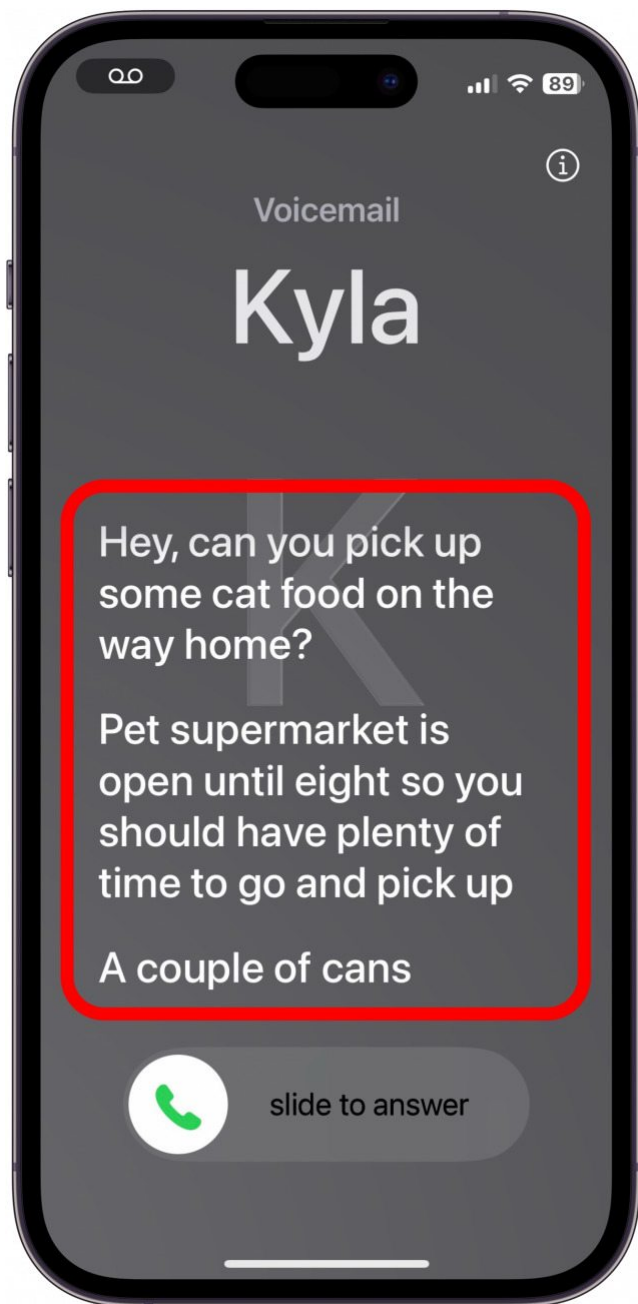 89
Voicemail
Kyla
K
Hey, can you pick up
some cat food on the
way home?
Pet supermarket is
open until eight so you
should have plenty of
time to go and pick up
A couple of cans
slide to answer